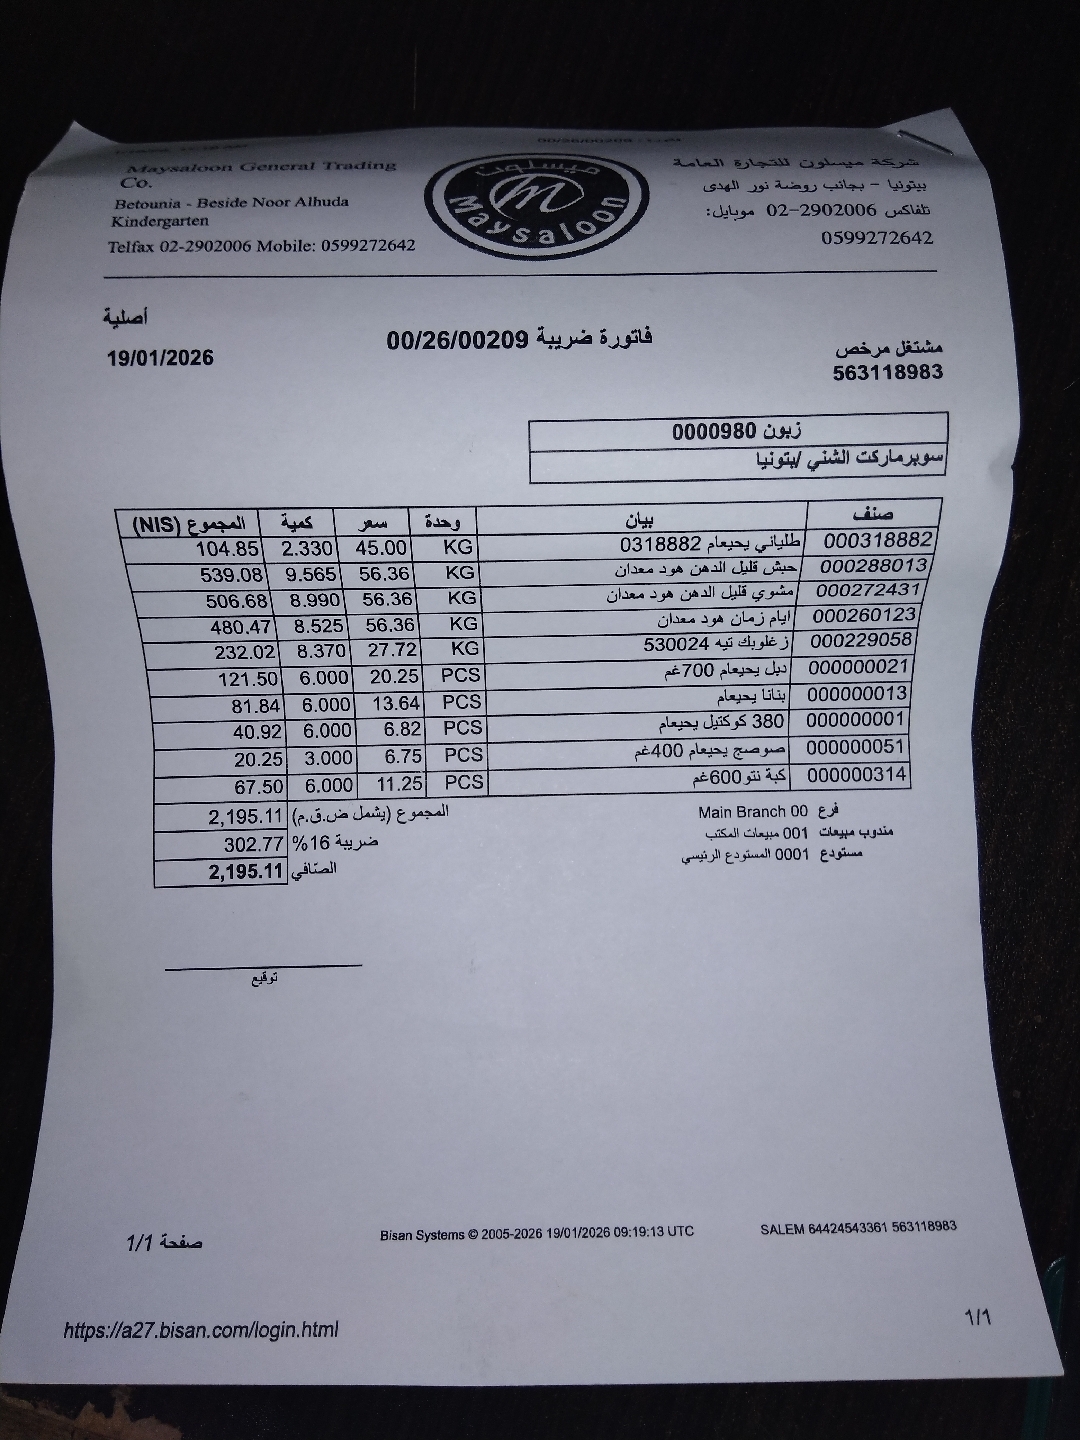 Maysaloon General Trading
Co.
Betounia - Beside Noor Alhuda
Kindergarten
Telfax 02-2902006 Mobile: 0599272642
ميسلون
Maysaloon
شركة ميسلون للتجارة العامة
بيتونيا - بجانب روضة نور الهدى
تلفاكس 2902006-02 موبايل:
0599272642
أصلية
19/01/2026
فاتورة ضريبة 00/26/00209
مشتغل مرخص
563118983
زبون 0000980
سوبرماركت الشني /بتونيا
صنف بيان وحدة سعر كمية المجموع (NIS)
000318882 طلياني يحيعام 0318882 KG 45.00 2.330 104.85
000288013 حبش قليل الدهن هود معدان KG 56.36 9.565 539.08
000272431 مشوي قليل الدهن هود معدان KG 56.36 8.990 506.68
000260123 ايام زمان هود معدان KG 56.36 8.525 480.47
000229058 زغلوبك تيه 530024 KG 27.72 8.370 232.02
000000021 دبل يحيعام 700غم PCS 20.25 6.000 121.50
000000013 بنانا يحيعام PCS 13.64 6.000 81.84
000000001 380 كوكتيل يحيعام PCS 6.82 6.000 40.92
000000051 صوصج يحيعام 400غم PCS 6.75 3.000 20.25
000000314 كبة نتو600غم PCS 11.25 6.000 67.50
المجموع (يشمل ض.ق.م) 2,195.11
ضريبة 16% 302.77
الصّافي 2,195.11
فرع 00 Main Branch
مندوب مبيعات 001 مبيعات المكتب
مستودع 0001 المستودع الرئيسي
توقيع
صفحة 1/1
Bisan Systems © 2005-2026 19/01/2026 09:19:13 UTC
SALEM 64424543361 563118983
https://a27.bisan.com/login.html
1/1